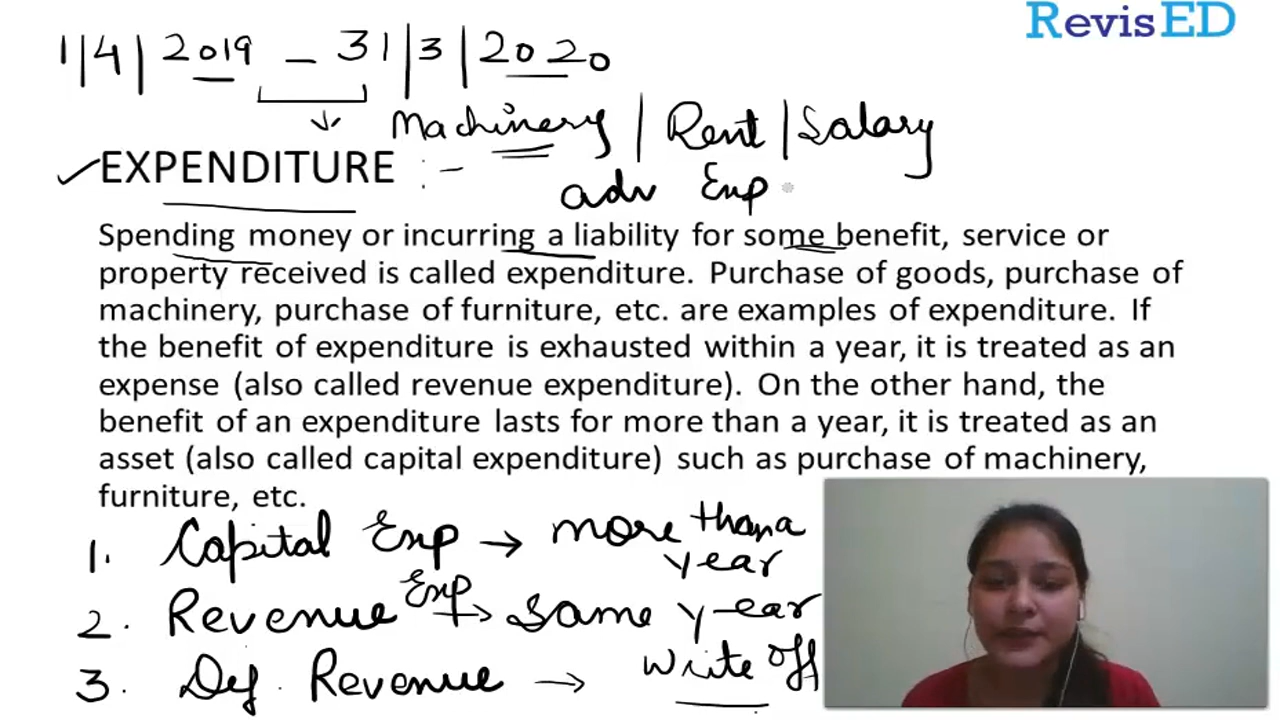 RevisED
1|4|2019 – 31|3|2020
Machinery | Rent | Salary
EXPENDITURE :-
adv Exp
Spending money or incurring a liability for some benefit, service or
property received is called expenditure. Purchase of goods, purchase of
machinery, purchase of furniture, etc. are examples of expenditure. If
the benefit of expenditure is exhausted within a year, it is treated as an
expense (also called revenue expenditure). On the other hand, the
benefit of an expenditure lasts for more than a year, it is treated as an
asset (also called capital expenditure) such as purchase of machinery,
furniture, etc.
1. Capital Exp → more than a
year
2. Revenue Exp → Same year
3. Def. Revenue → Write off